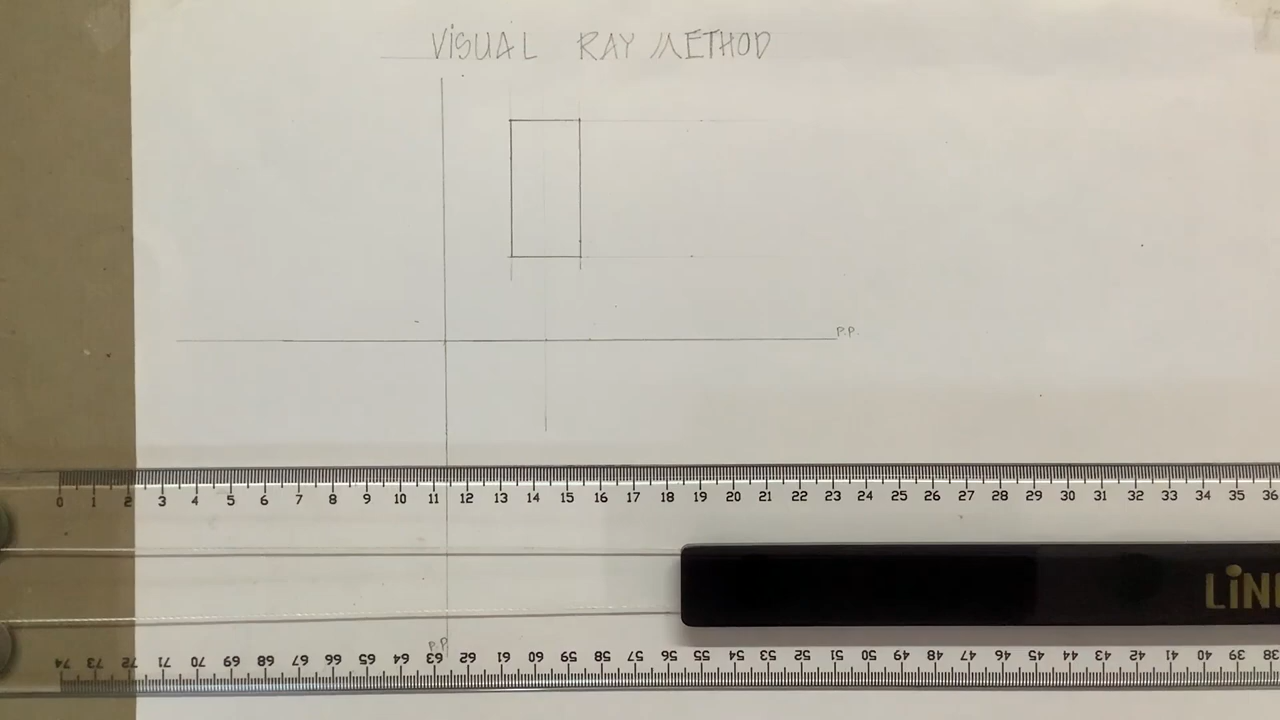 VISUAL RAY METHOD
P.P.
0 1 2 3 4 5 6 7 8 9 10 11 12 13 14 15 16 17 18 19 20 21 22 23 24 25 26 27 28 29 30 31 32 33 34 35 36
LiN
P.P.
74 73 72 71 70 69 68 67 66 65 64 63 62 61 60 59 58 57 56 55 54 53 52 51 50 49 48 47 46 45 44 43 42 41 40 39 38